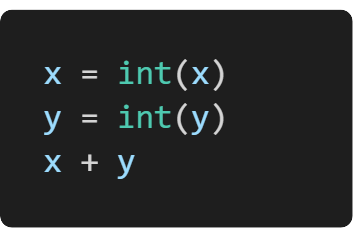 x = int(x)
y = int(y)
x + y